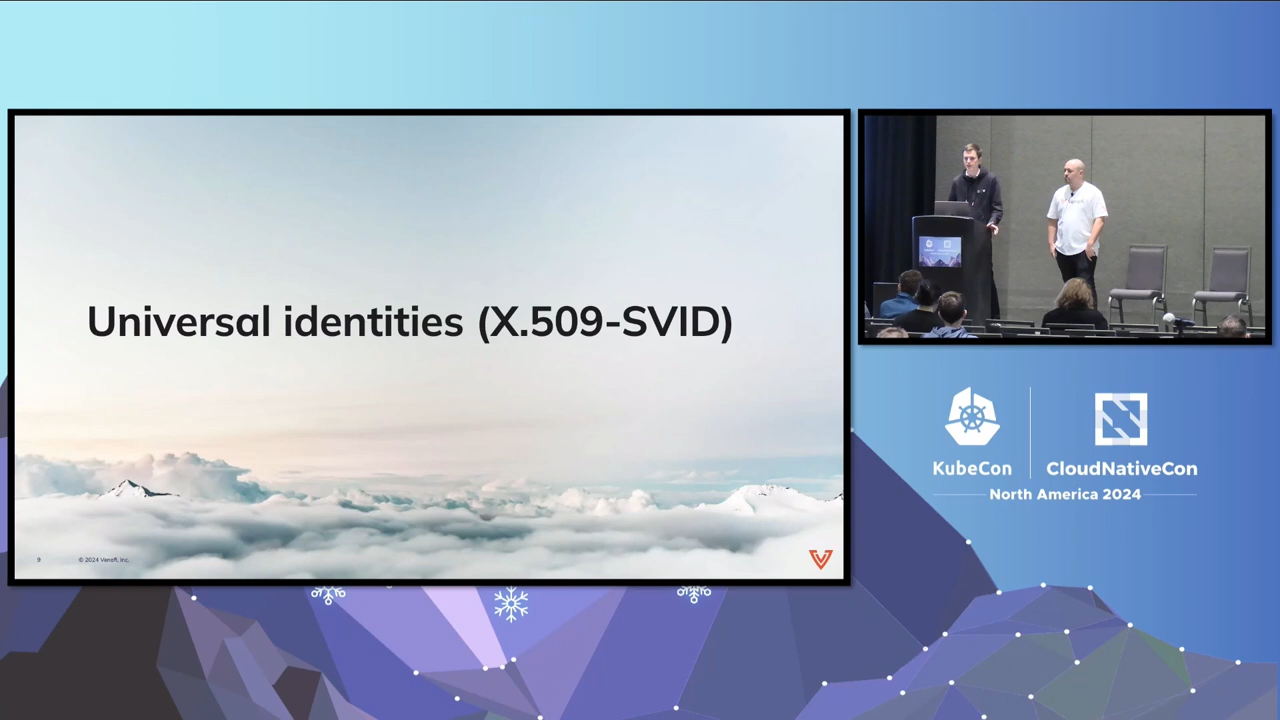 Universal identities (X.509-SVID)
9
© 2024 Venafi, Inc.
KubeCon
CloudNativeCon
North America 2024